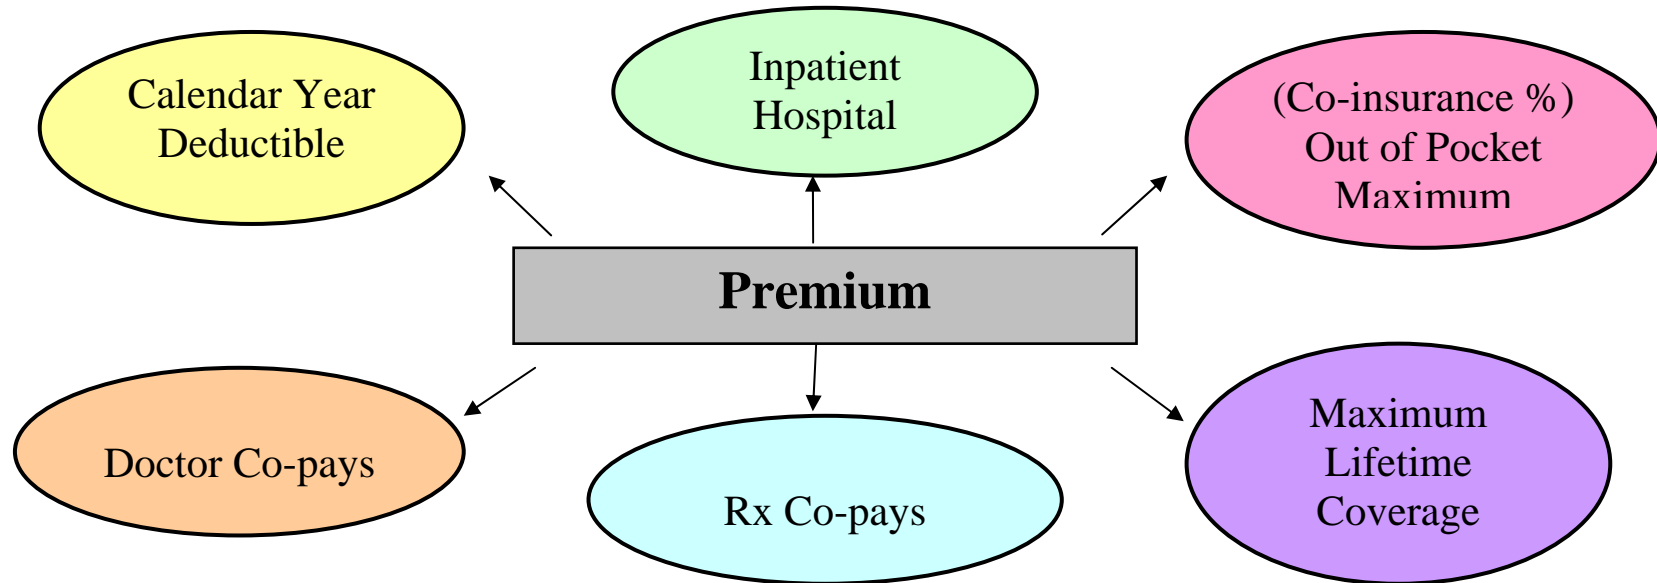 Calendar Year
Deductible
Inpatient
Hospital
(Co-insurance %)
Out of Pocket
Maximum
Premium
Doctor Co-pays
Rx Co-pays
Maximum
Lifetime
Coverage